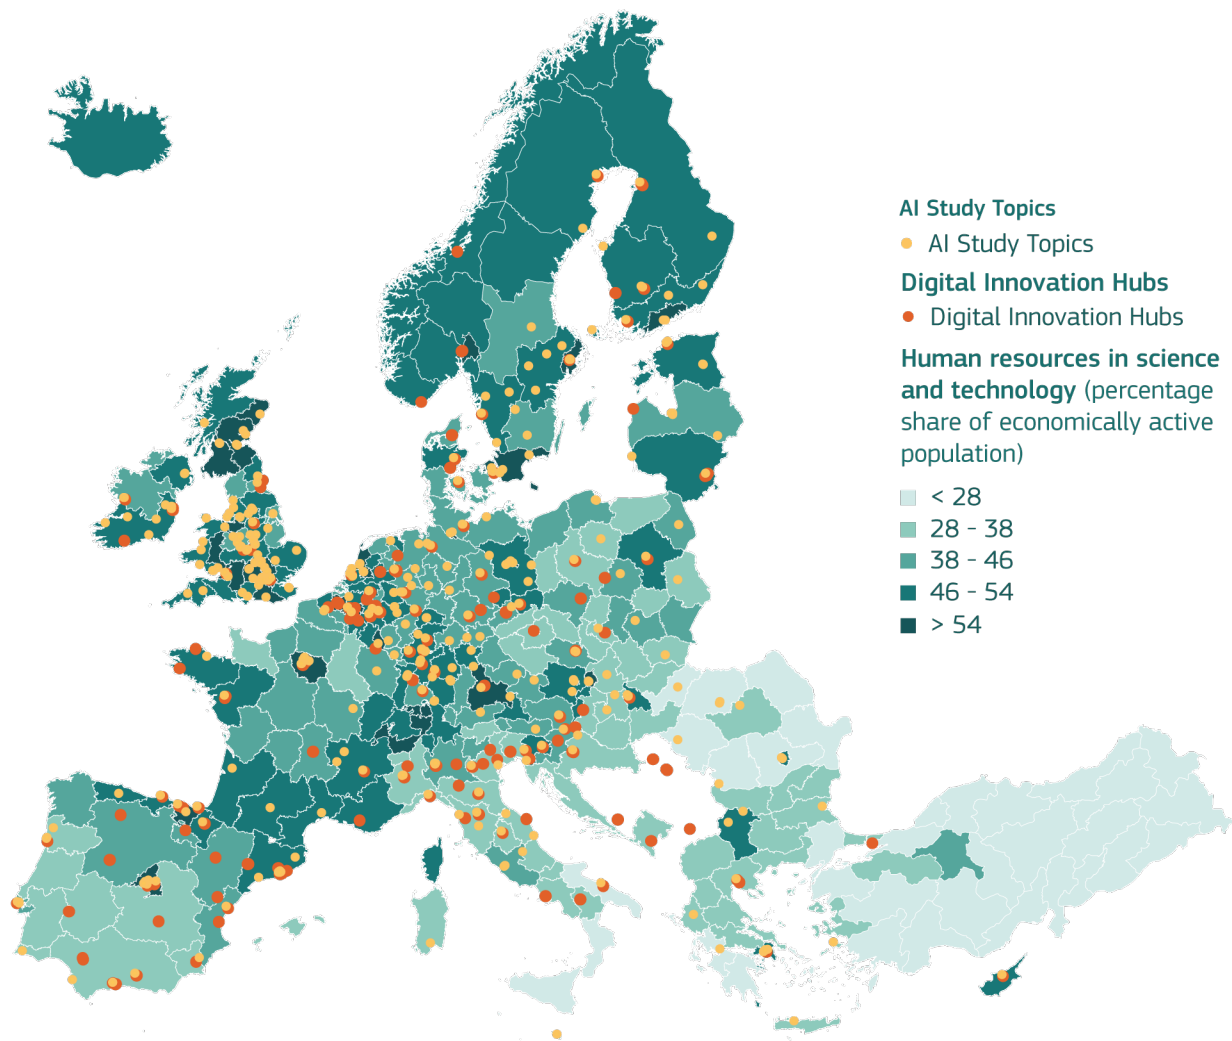 AI Study Topics
AI Study Topics
Digital Innovation Hubs
Digital Innovation Hubs
Human resources in science
and technology (percentage
share of economically active
population)
< 28
28 - 38
38 - 46
46 - 54
> 54